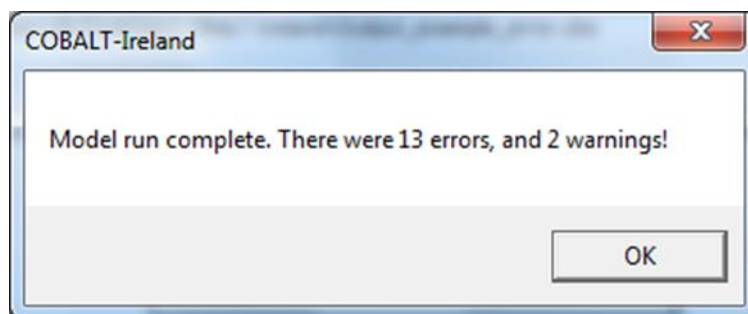 COBALT-Ireland
Model run complete. There were 13 errors, and 2 warnings!
OK